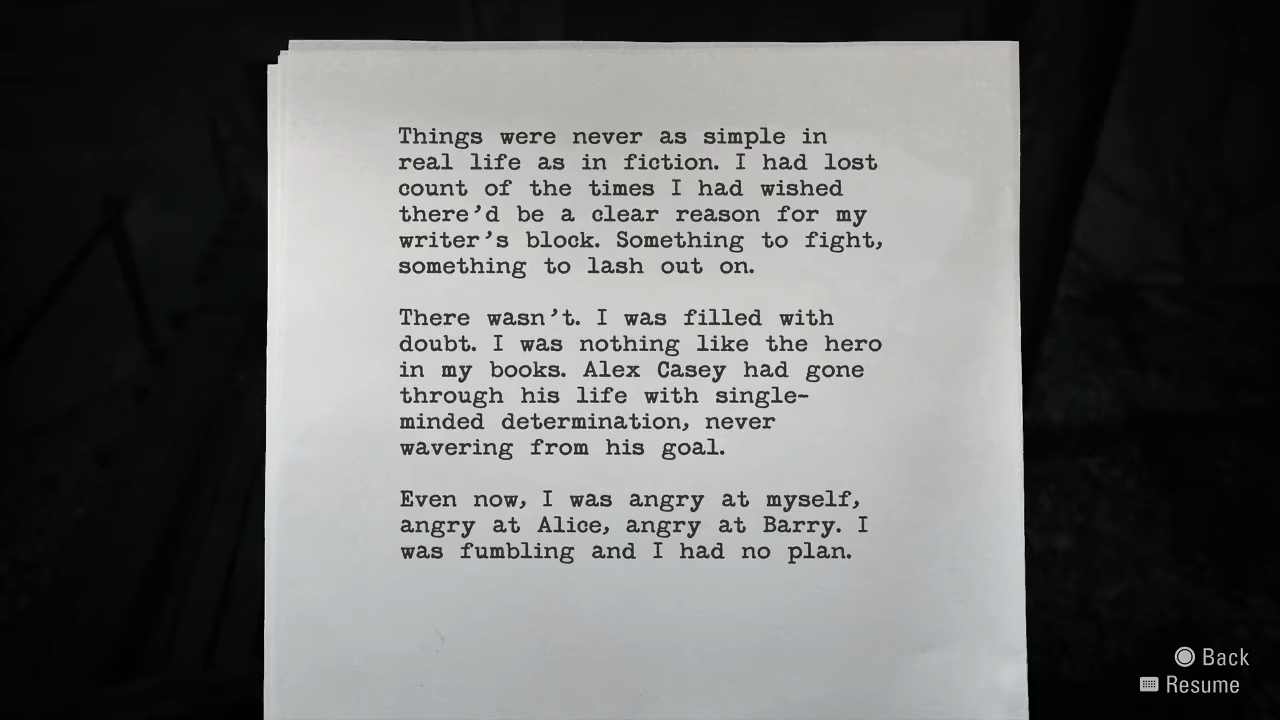 Things were never as simple in
real life as in fiction. I had lost
count of the times I had wished
there'd be a clear reason for my
writer's block. Something to fight,
something to lash out on.
There wasn't. I was filled with
doubt. I was nothing like the hero
in my books. Alex Casey had gone
through his life with single-
minded determination, never
wavering from his goal.
Even now, I was angry at myself,
angry at Alice, angry at Barry. I
was fumbling and I had no plan.
Back
Resume